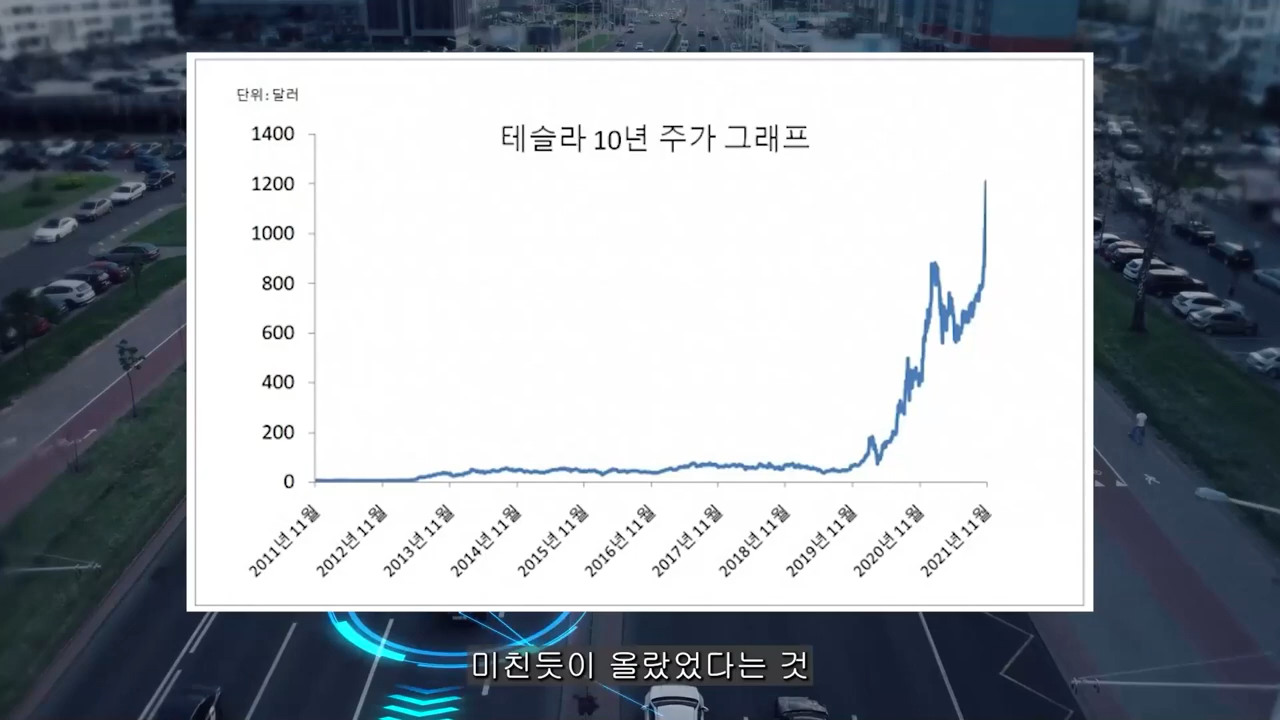 단위:달러
테슬라 10년 주가 그래프
1400
1200
1000
800
600
400
200
0
2011년 11월
2012년 11월
2013년 11월
2014년 11월
2015년 11월
2016년 11월
2017년 11월
2018년 11월
2019년 11월
2020년 11월
2021년 11월
미친듯이 올랐었다는 것